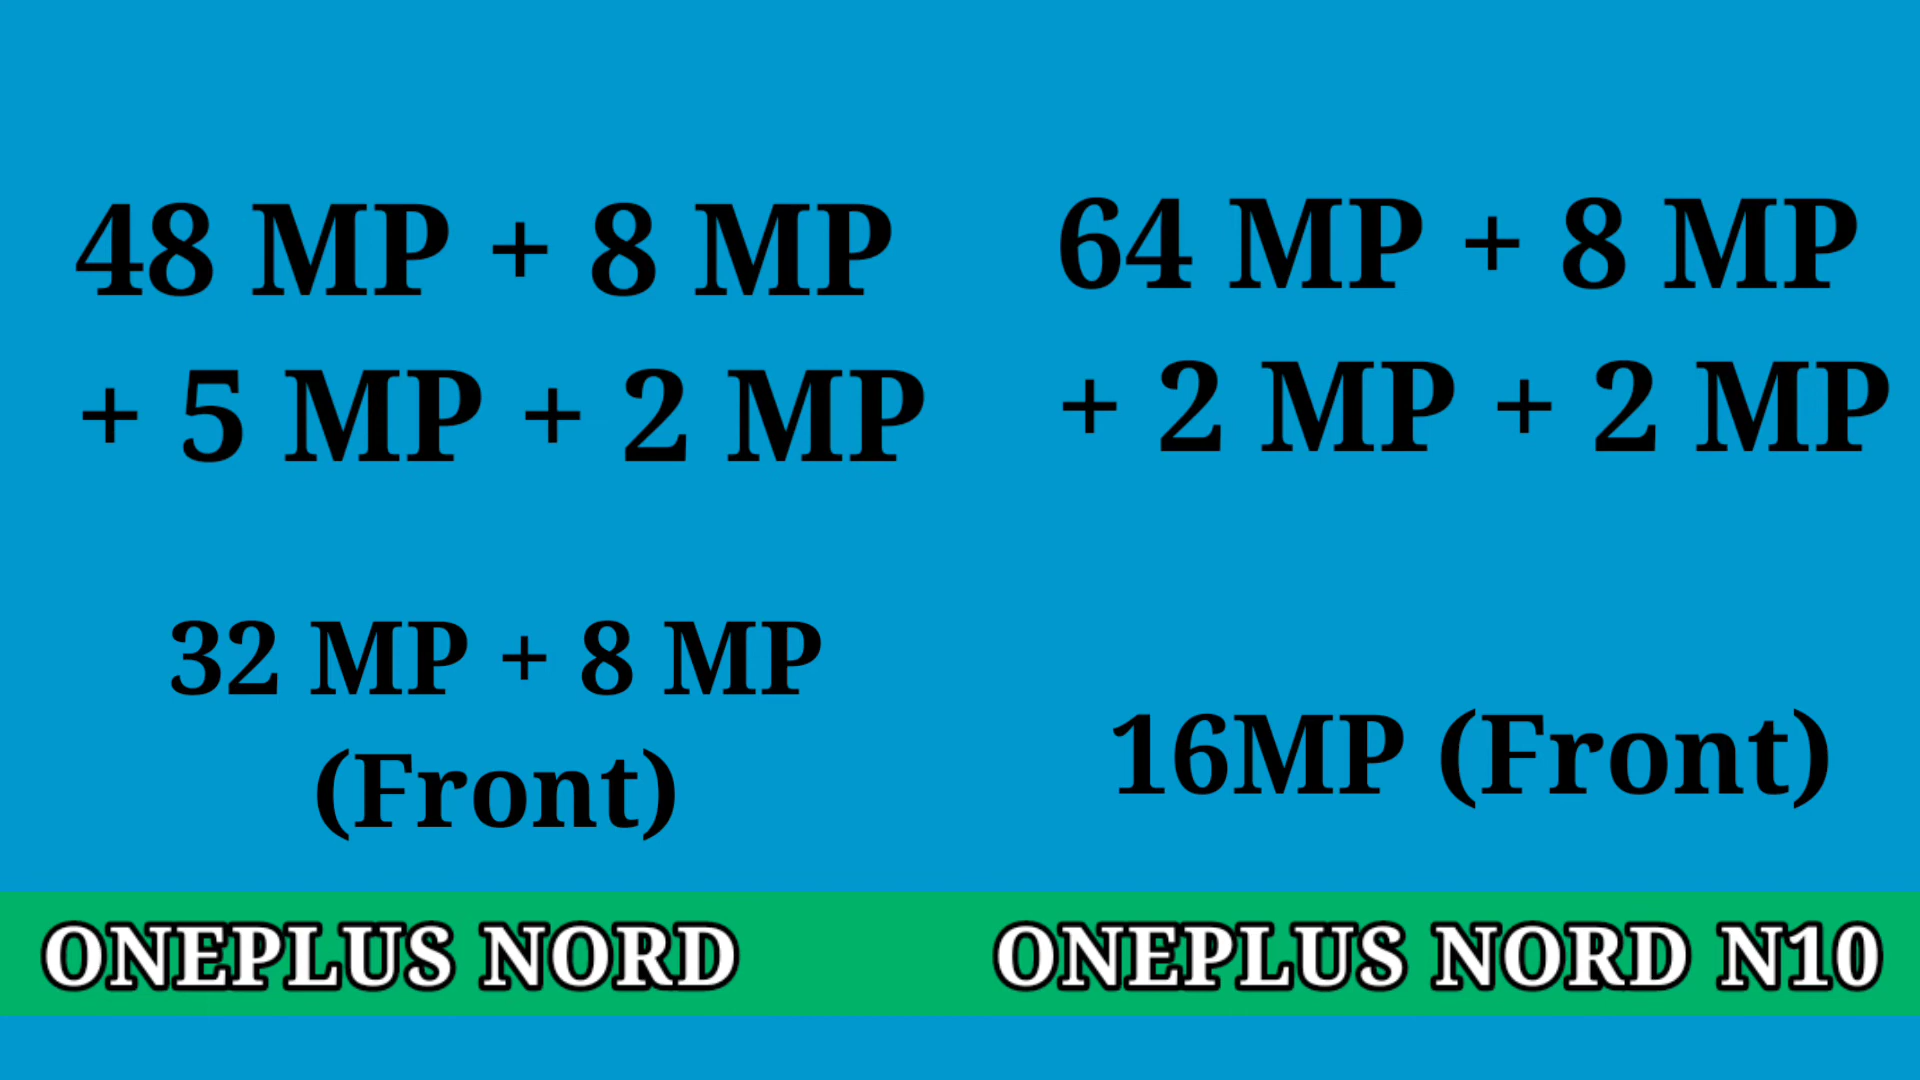 48 MP + 8 MP
+ 5 MP + 2 MP
32 MP + 8 MP
(Front)
64 MP + 8 MP
+ 2 MP + 2 MP
16MP (Front)
ONEPLUS NORD
ONEPLUS NORD N10